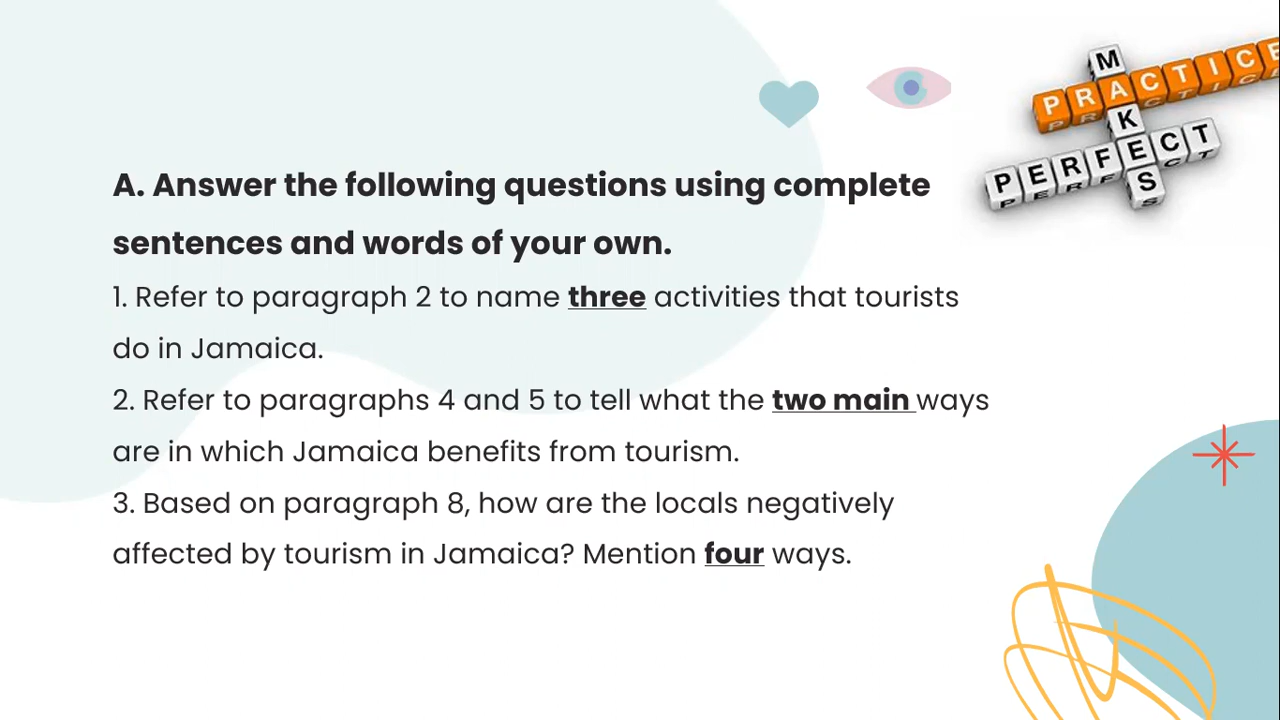 PRACTICE
MAKES
PERFECT
A. Answer the following questions using complete
sentences and words of your own.
1. Refer to paragraph 2 to name three activities that tourists
do in Jamaica.
2. Refer to paragraphs 4 and 5 to tell what the two main ways
are in which Jamaica benefits from tourism.
3. Based on paragraph 8, how are the locals negatively
affected by tourism in Jamaica? Mention four ways.